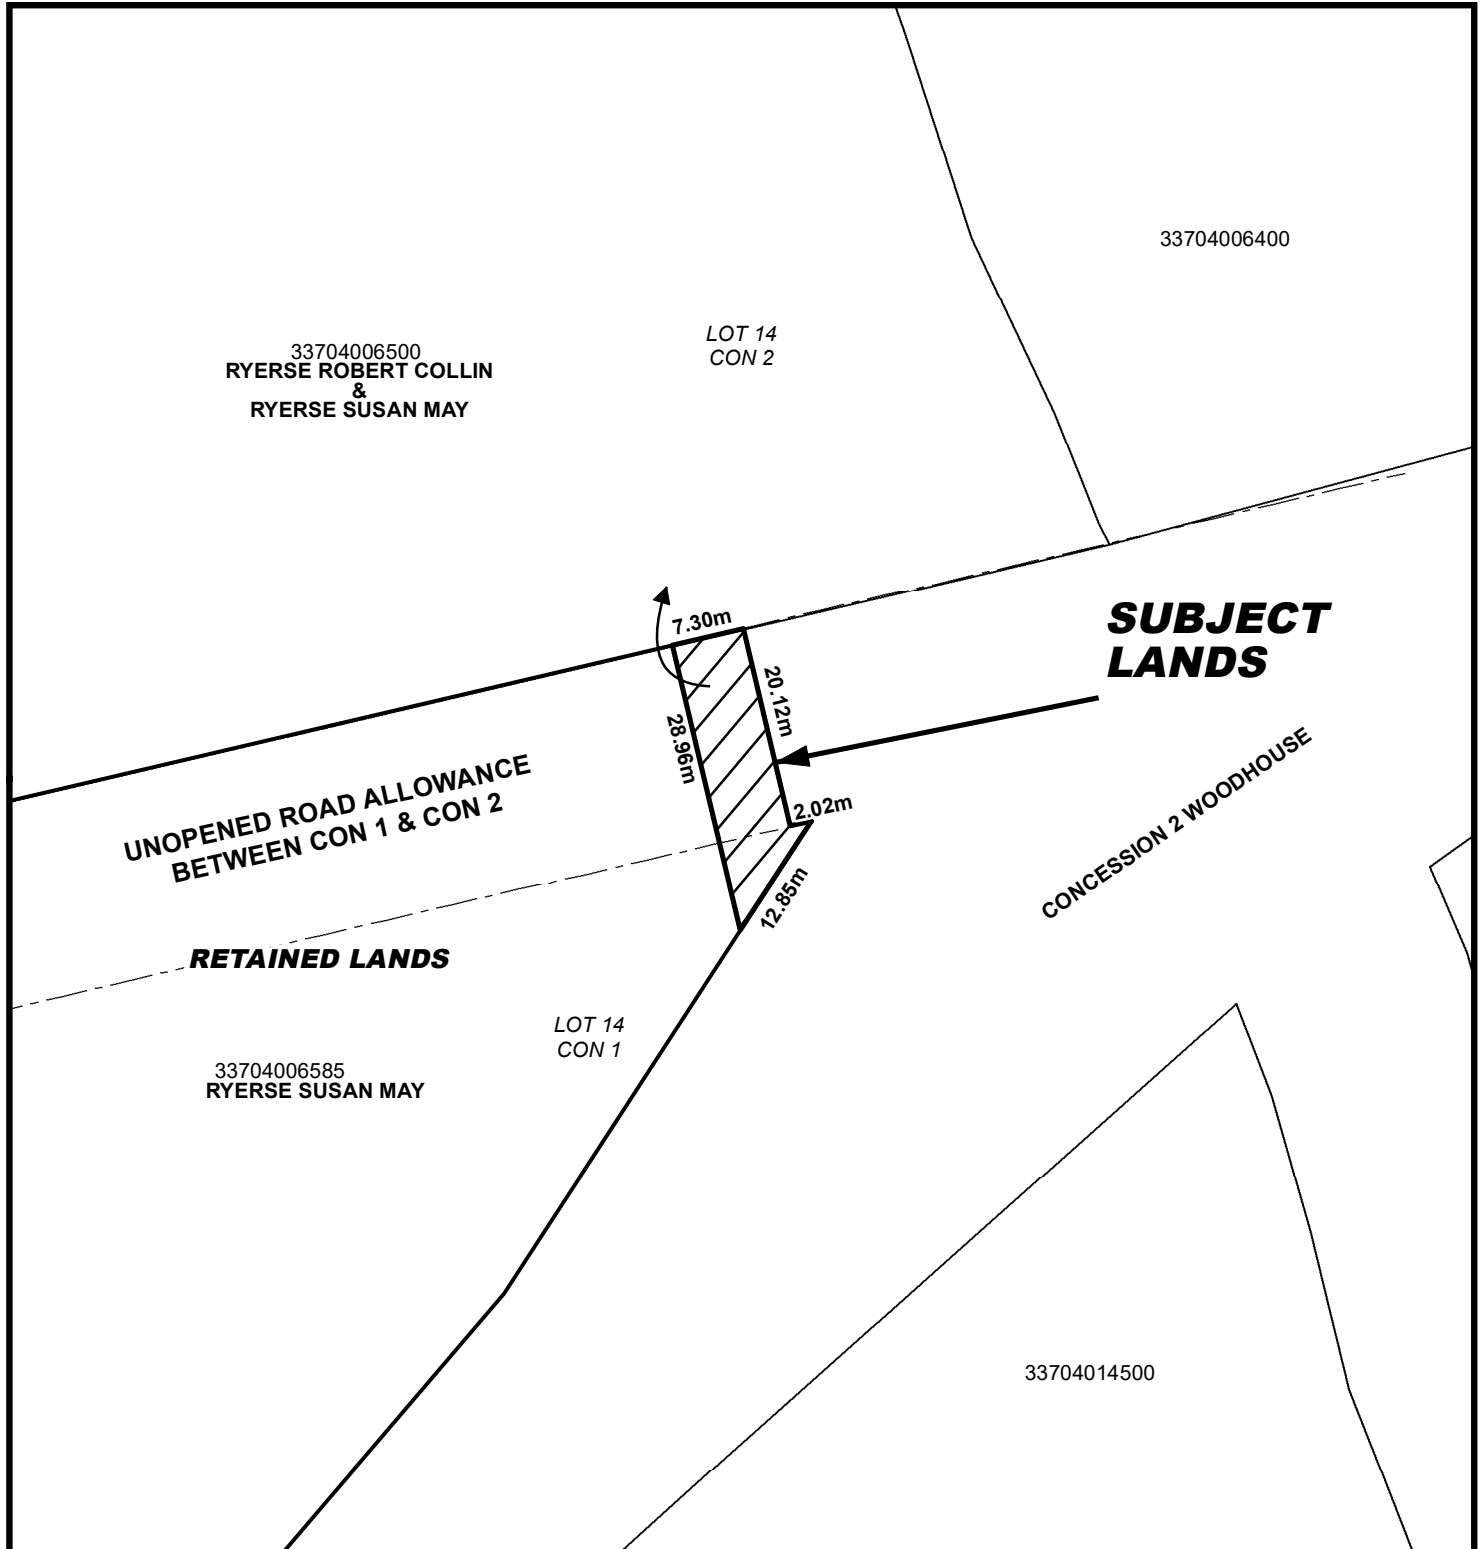 33704006400
LOT 14
CON 2
33704006500
RYERSE ROBERT COLLIN
&
RYERSE SUSAN MAY
SUBJECT
LANDS
7.30m
20.12m
28.96m
2.02m
12.85m
UNOPENED ROAD ALLOWANCE
BETWEEN CON 1 & CON 2
CONCESSION 2 WOODHOUSE
RETAINED LANDS
LOT 14
CON 1
33704006585
RYERSE SUSAN MAY
33704014500